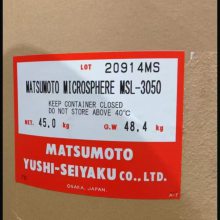 LOT 20914MS
MATSUMOTO MICROSPHERE MSL-3050
KEEP CONTAINER CLOSED
DO NOT STORE ABOVE 40℃
NET. 45.0 kg G.W 48.4 kg
MATSUMOTO
YUSHI-SEIYAKU CO., LTD.
OSAKA, JAPAN.